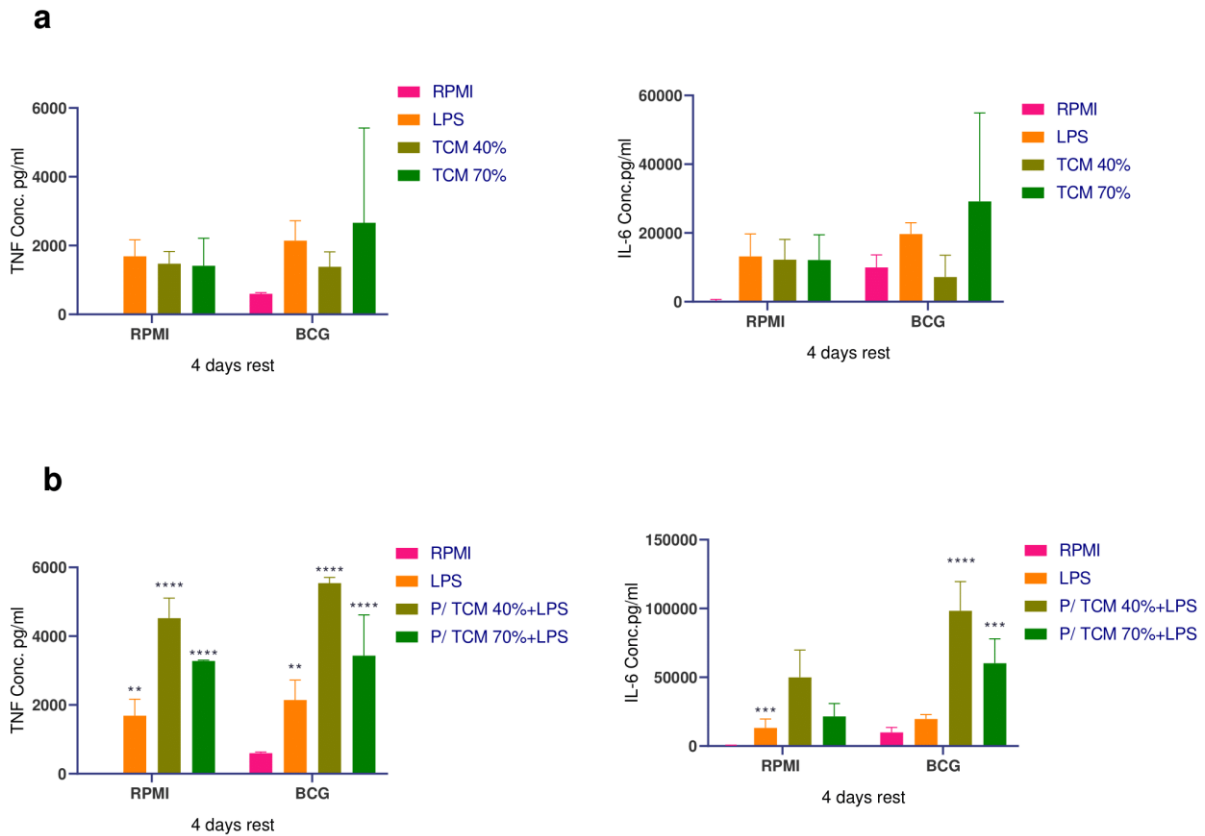 a
TNF Conc. pg/ml
6000
4000
2000
0
RPMI
BCG
4 days rest
RPMI
LPS
TCM 40%
TCM 70%
IL-6 Conc.pg/ml
60000
40000
20000
0
RPMI
BCG
4 days rest
RPMI
LPS
TCM 40%
TCM 70%
b
TNF Conc. pg/ml
6000
4000
2000
0
**
****
****
**
****
****
RPMI
BCG
4 days rest
RPMI
LPS
P/ TCM 40%+LPS
P/ TCM 70%+LPS
IL-6 Conc.pg/ml
150000
100000
50000
0
***
****
***
RPMI
BCG
4 days rest
RPMI
LPS
P/ TCM 40%+LPS
P/ TCM 70%+LPS